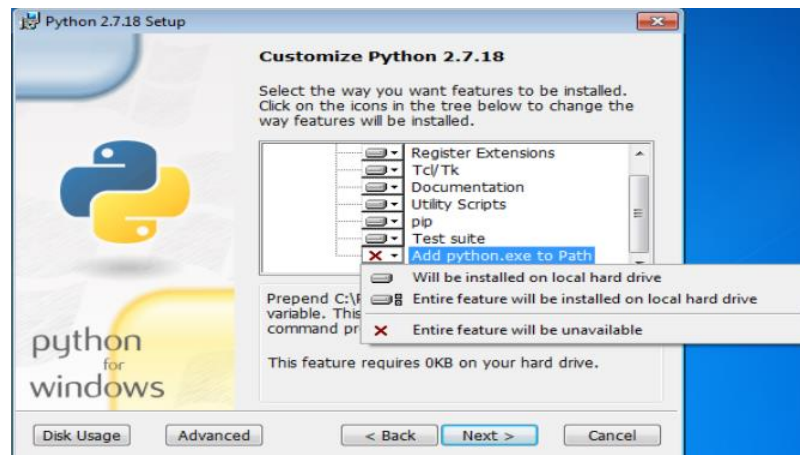 Python 2.7.18 Setup
Customize Python 2.7.18
Select the way you want features to be installed.
Click on the icons in the tree below to change the
way features will be installed.
Register Extensions
Tcl/Tk
Documentation
Utility Scripts
pip
Test suite
Add python.exe to Path
Will be installed on local hard drive
Entire feature will be installed on local hard drive
Entire feature will be unavailable
Prepend C:\
variable. This
command pr
This feature requires 0KB on your hard drive.
python
for
windows
Disk Usage
Advanced
< Back
Next >
Cancel